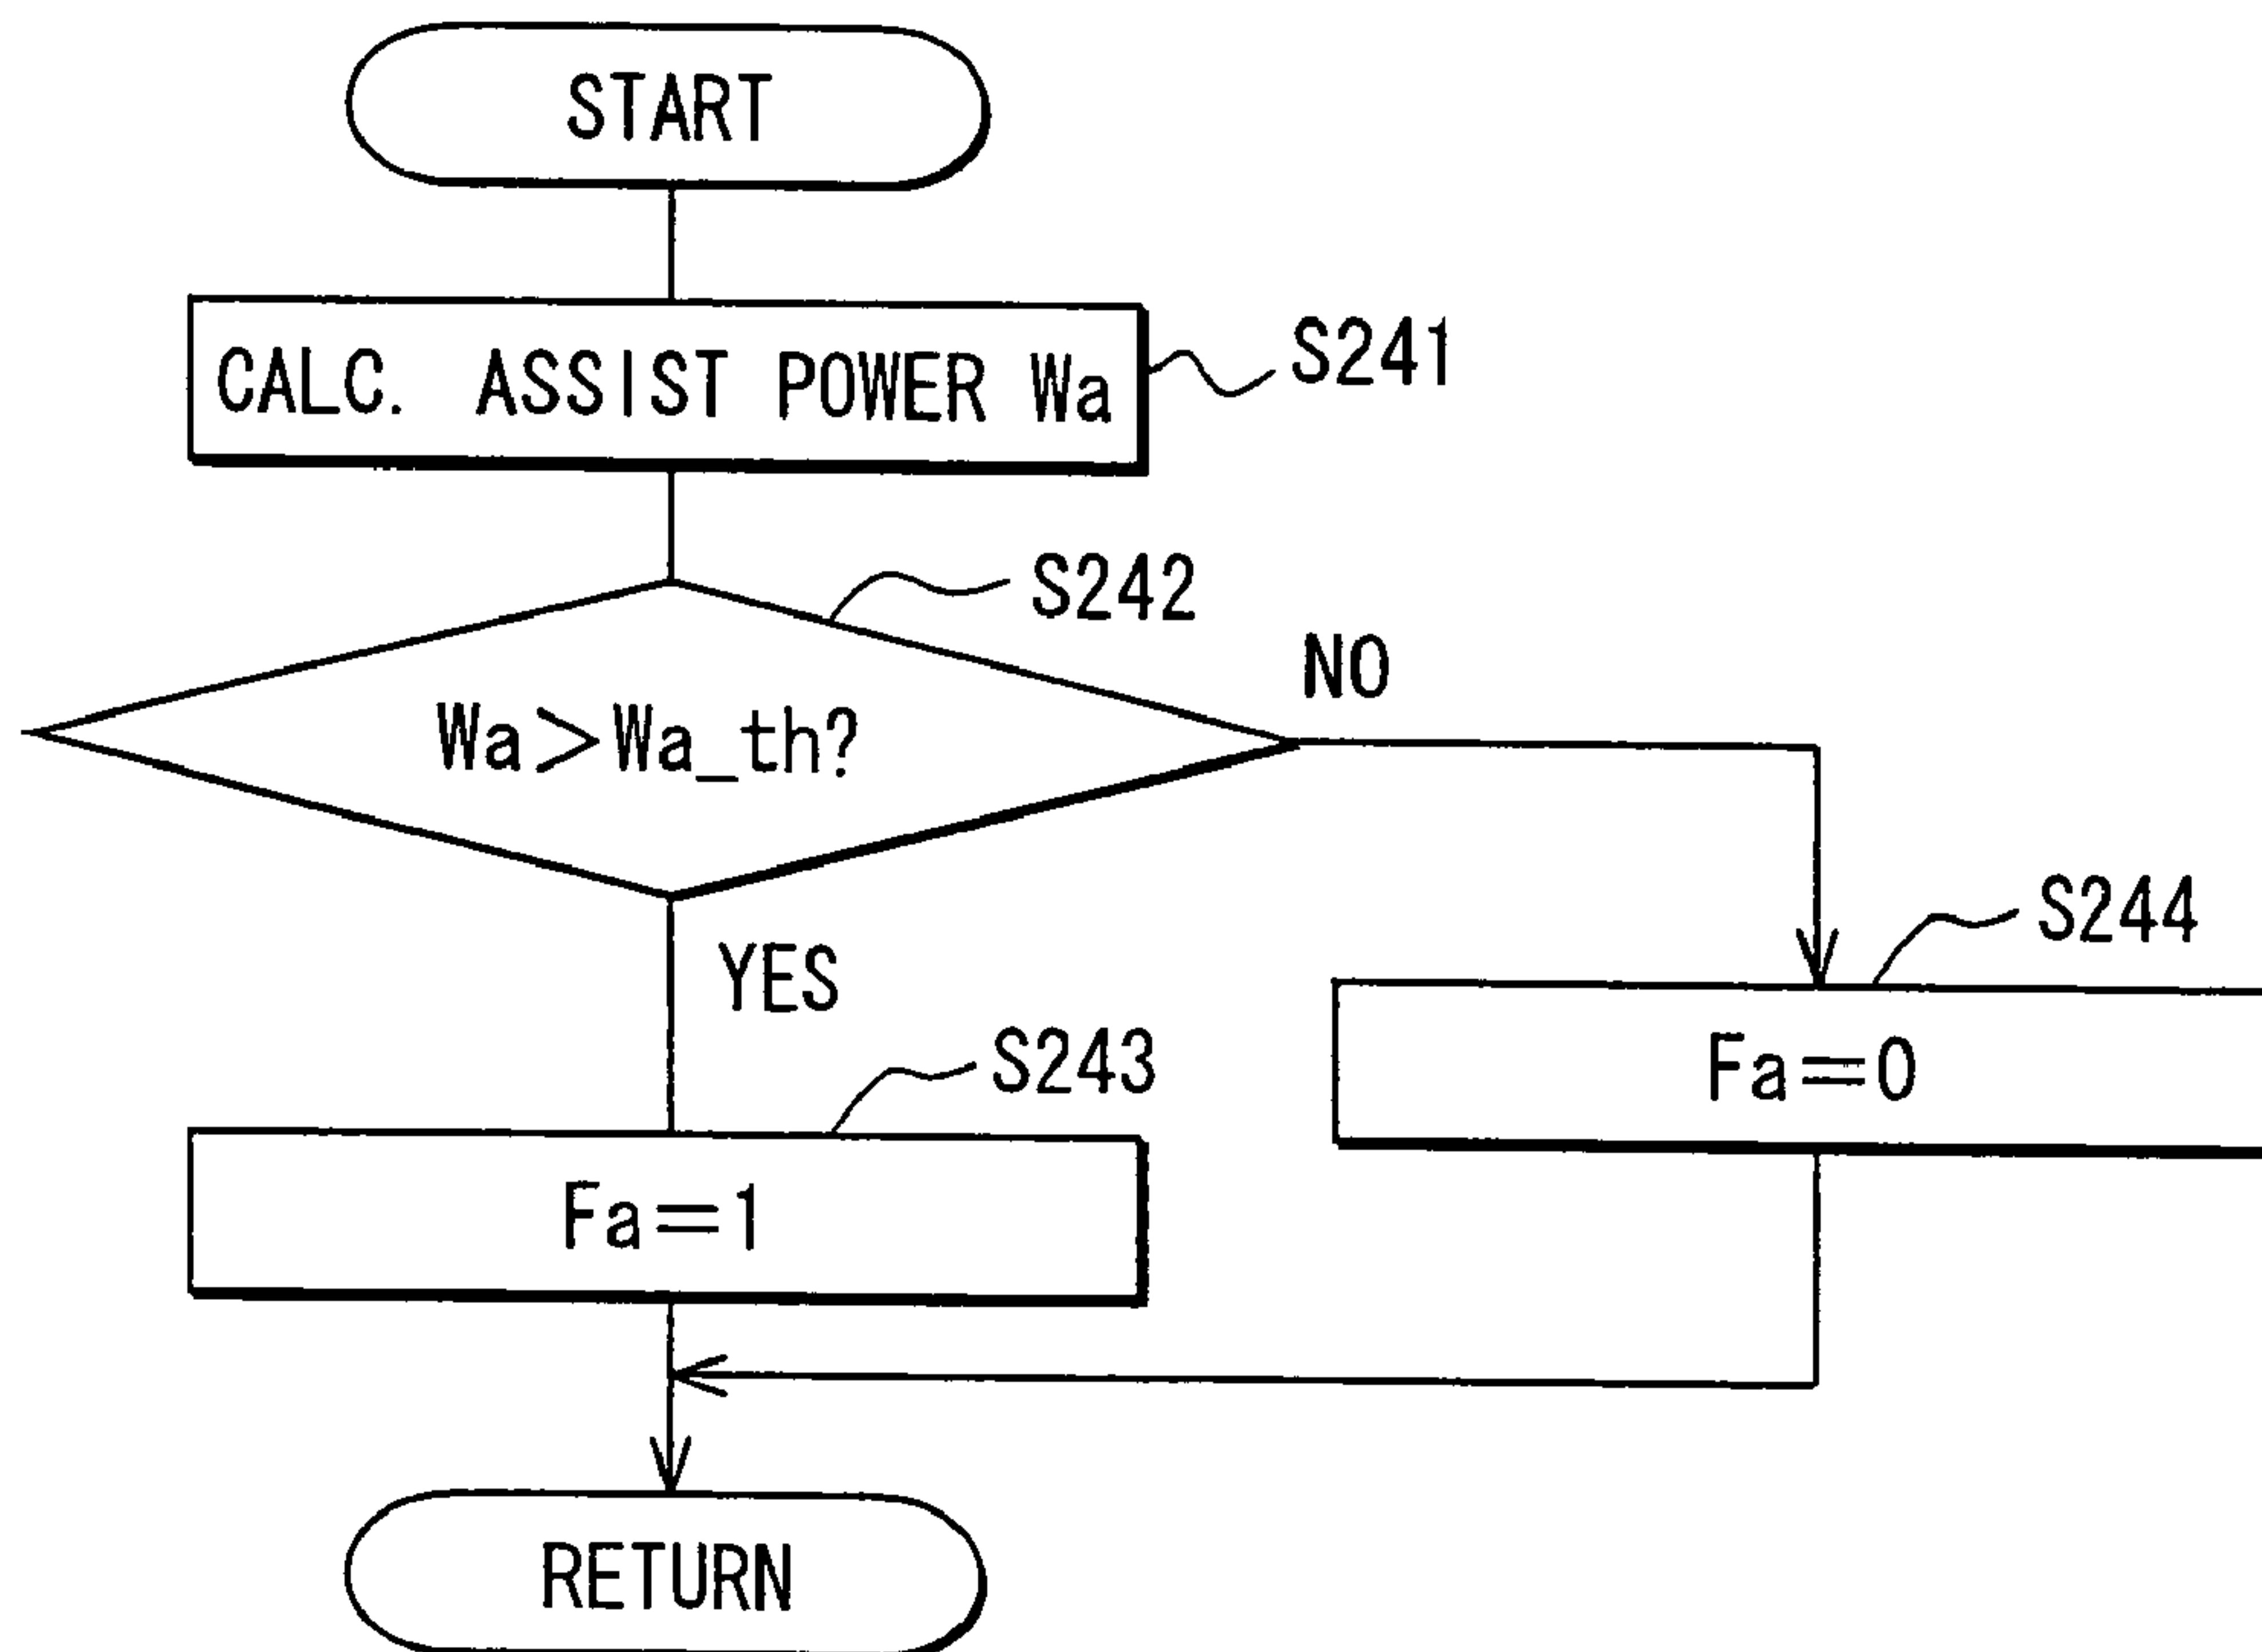 START
CALC. ASSIST POWER Wa
S241
S242
Wa>Wa_th?
NO
YES
S243
Fa=1
S244
Fa=0
RETURN